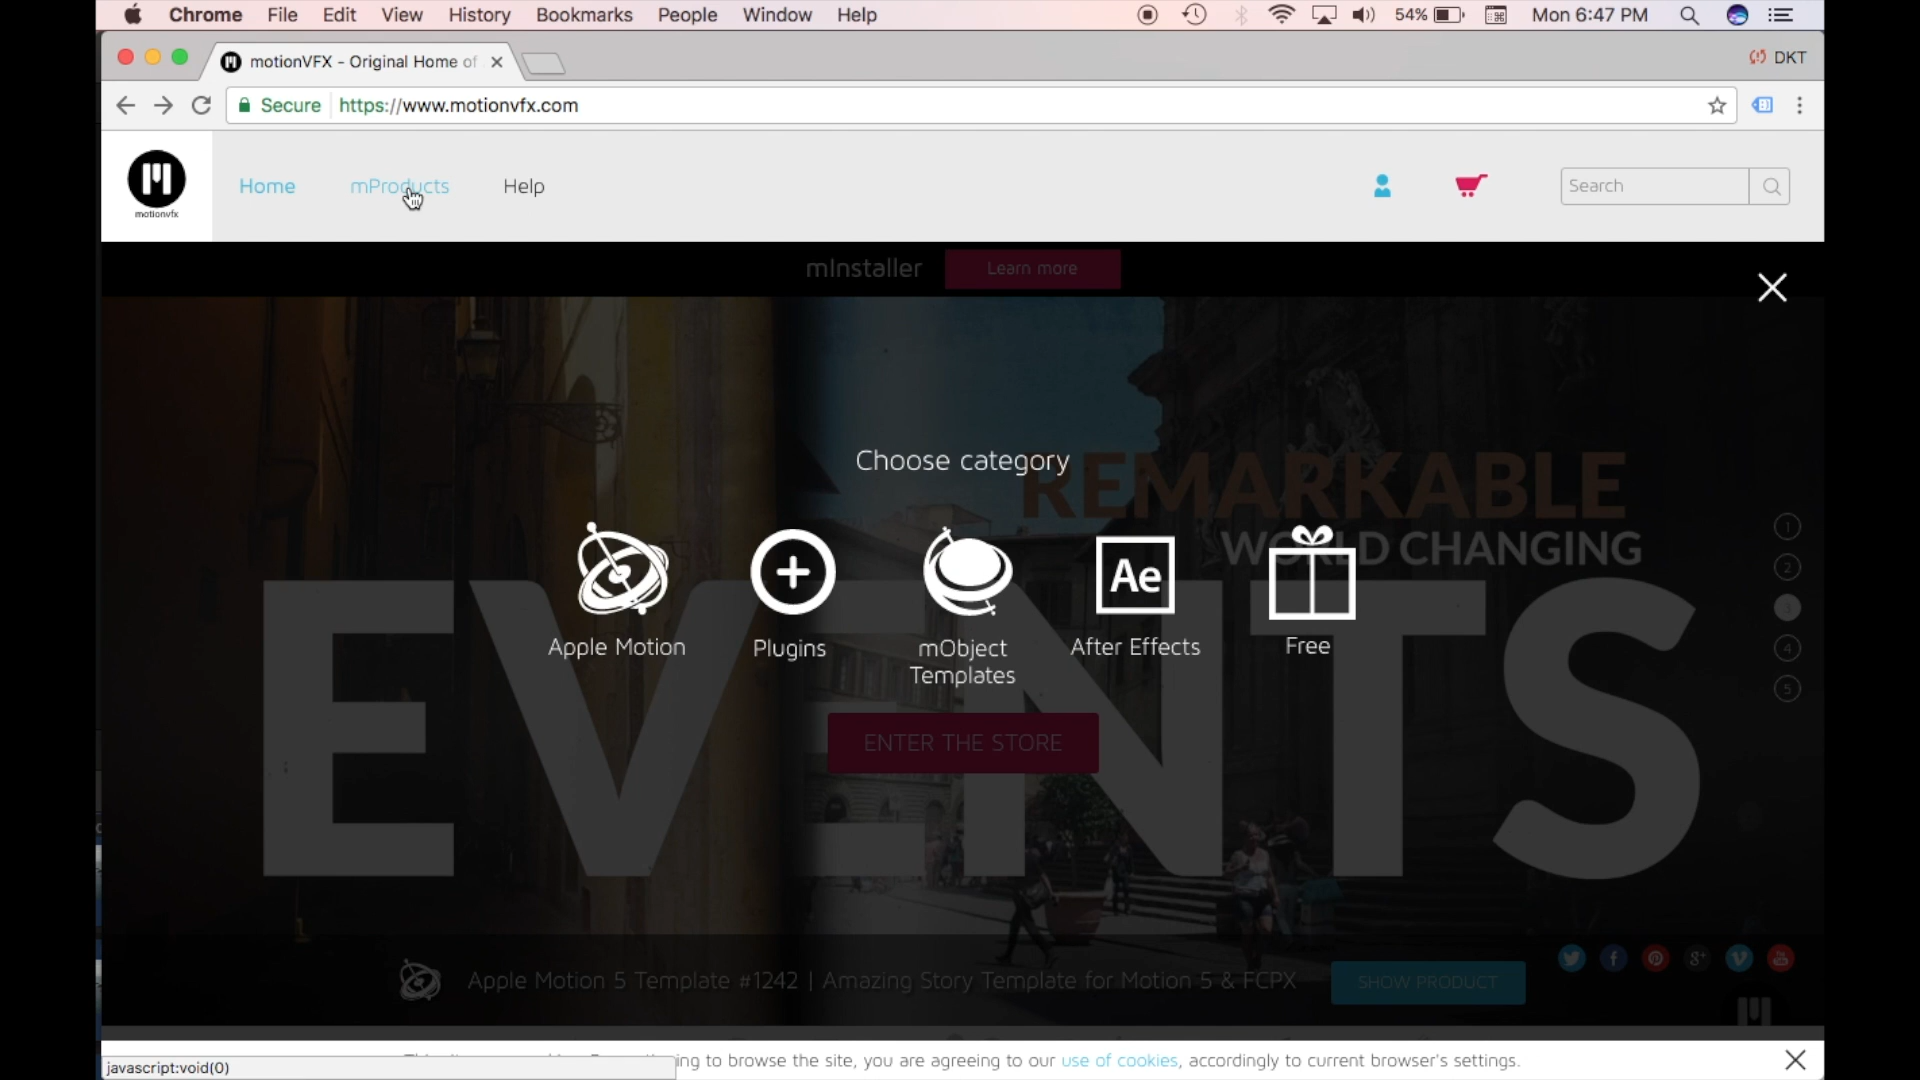 Chrome File Edit View History Bookmarks People Window Help 54% Mon 6:47 PM
motionVFX - Original Home of DKT
Secure https://www.motionvfx.com
motionvfx Home mProducts Help Search
mInstaller Learn more
Choose category
REMARKABLE
WORLD CHANGING
EVENTS
Apple Motion Plugins mObject After Effects Free
Templates
ENTER THE STORE
1
2
3
4
5
Apple Motion 5 Template #1242 | Amazing Story Template for Motion 5 & FCPX SHOW PRODUCT
ing to browse the site, you are agreeing to our use of cookies, accordingly to current browser's settings.
javascript:void(0)